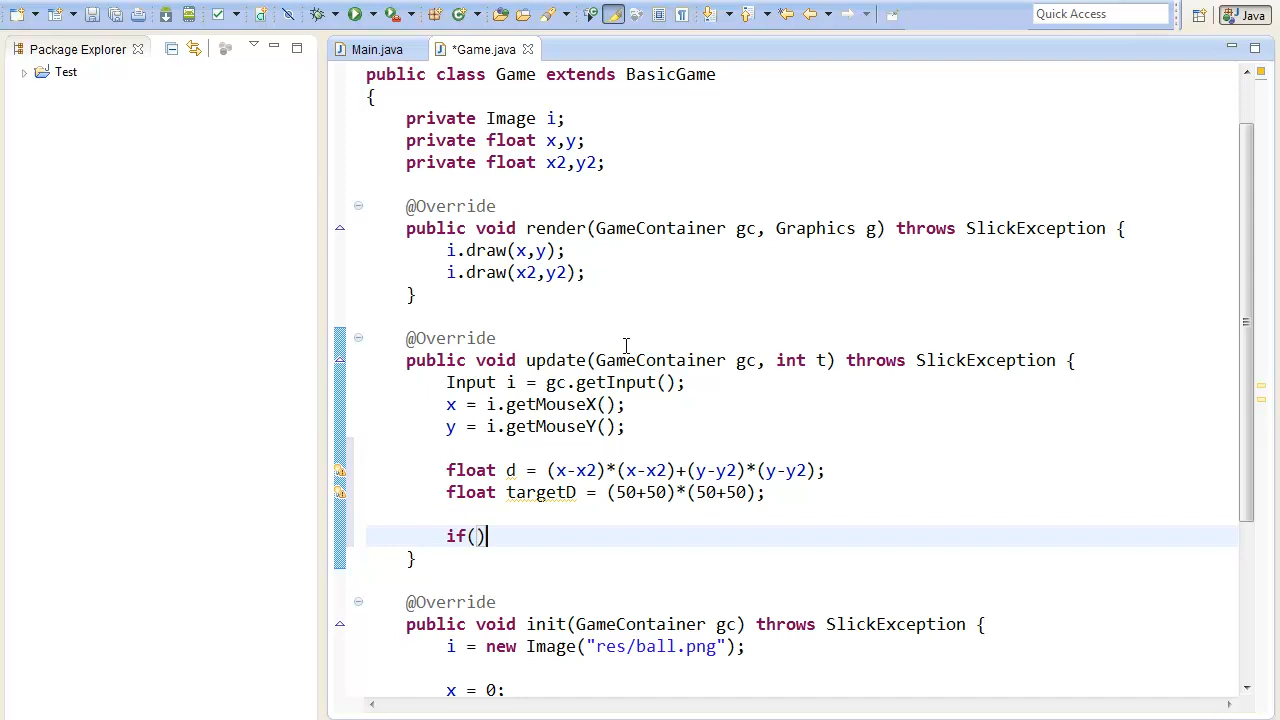 Quick Access
Java
Package Explorer
Main.java
*Game.java
Test
public class Game extends BasicGame
{
private Image i;
private float x,y;
private float x2,y2;
@Override
public void render(GameContainer gc, Graphics g) throws SlickException {
i.draw(x,y);
i.draw(x2,y2);
}
@Override
public void update(GameContainer gc, int t) throws SlickException {
Input i = gc.getInput();
x = i.getMouseX();
y = i.getMouseY();
float d = (x-x2)*(x-x2)+(y-y2)*(y-y2);
float targetD = (50+50)*(50+50);
if()
}
@Override
public void init(GameContainer gc) throws SlickException {
i = new Image("res/ball.png");
x = 0;